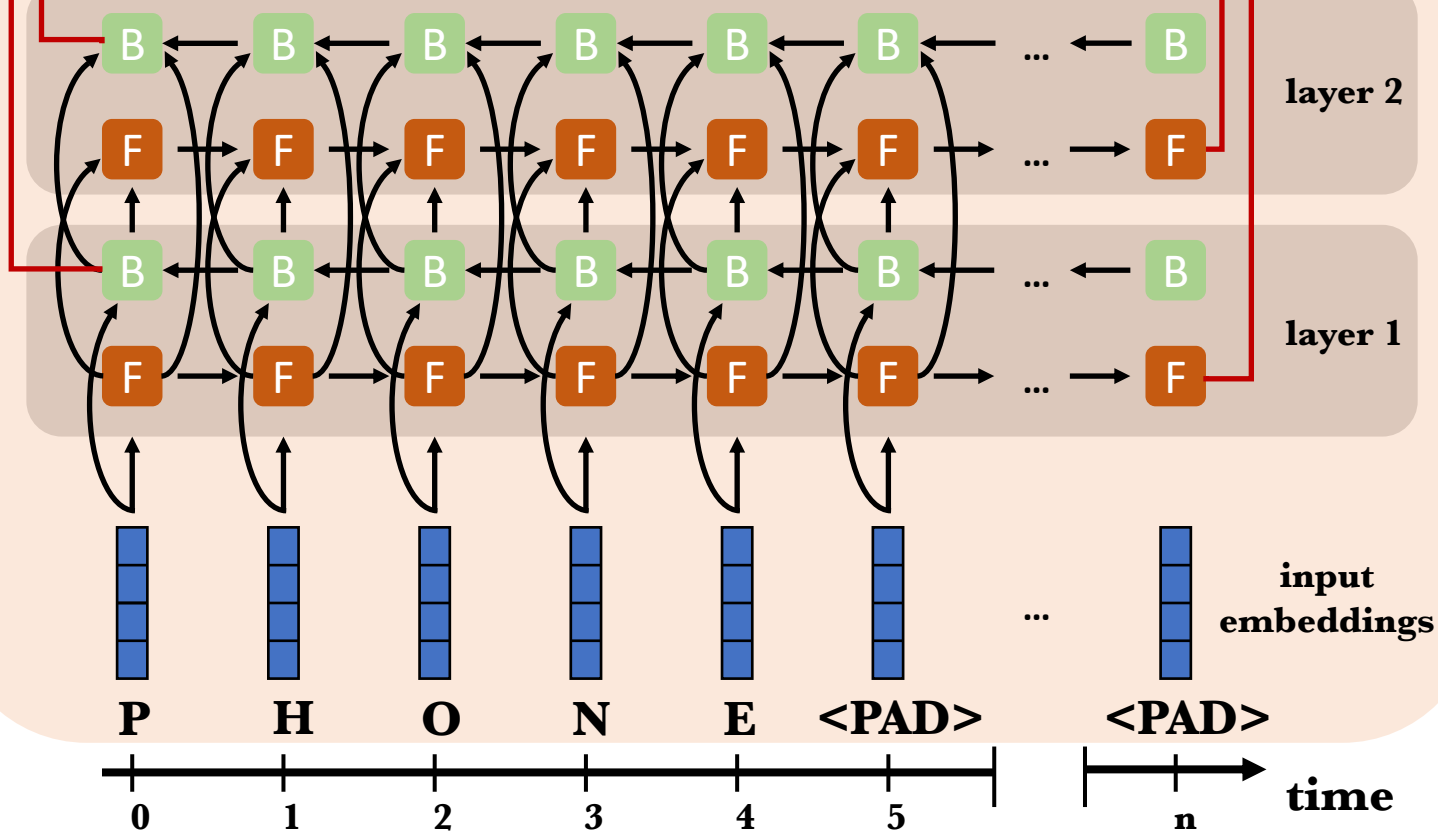 B B B B B B ... B
layer 2
F F F F F F ... F
B B B B B B ... B
layer 1
F F F F F F ... F
input
embeddings
...
P H O N E <PAD> <PAD>
time
0 1 2 3 4 5 n